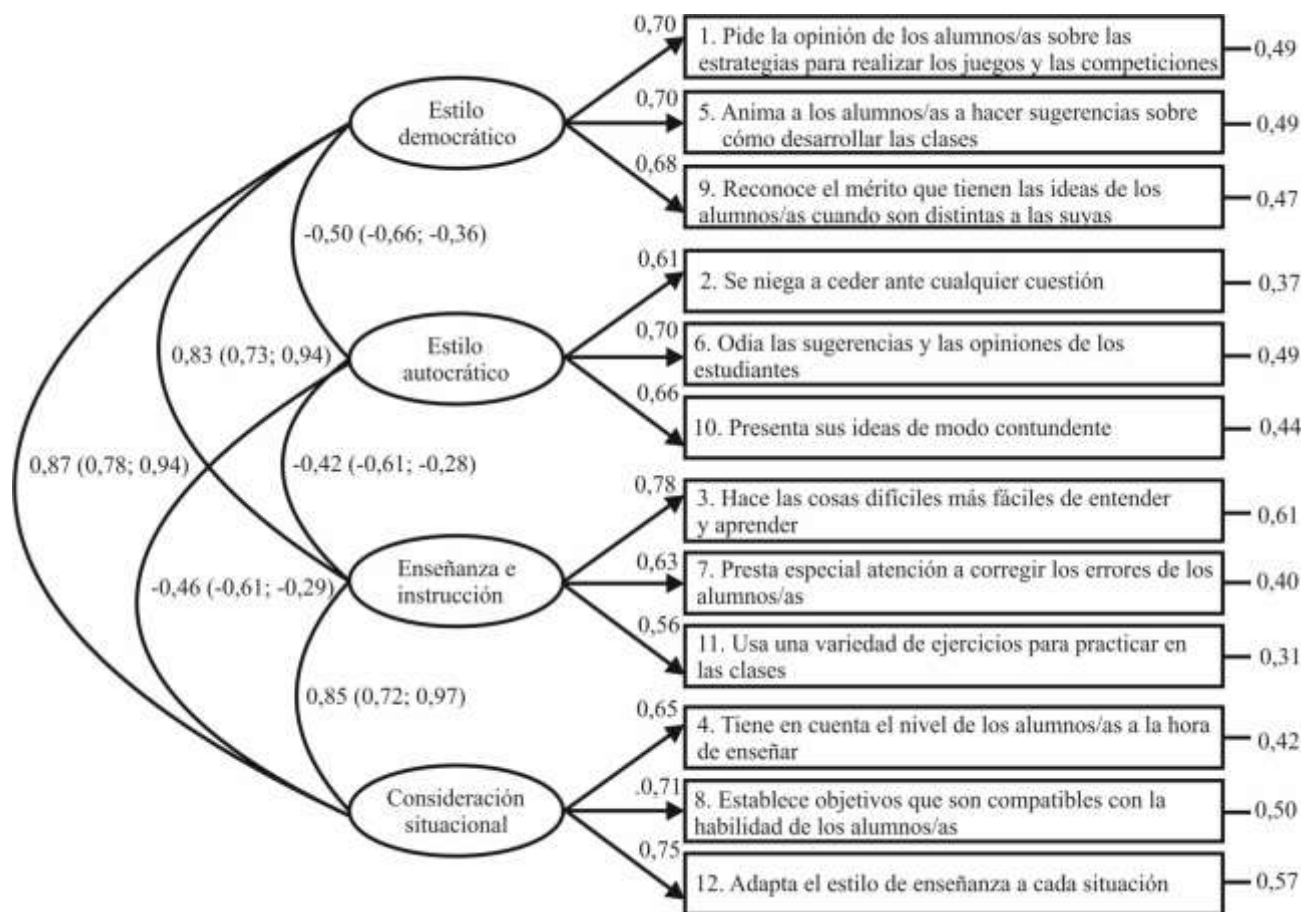 0,70
1. Pide la opinión de los alumnos/as sobre las
estrategias para realizar los juegos y las competiciones
0,49
Estilo
democrático
0,70
5. Anima a los alumnos/as a hacer sugerencias sobre
cómo desarrollar las clases
0,49
0,68
9. Reconoce el mérito que tienen las ideas de los
alumnos/as cuando son distintas a las suyas
0,47
-0,50 (-0,66; -0,36)
0,61
2. Se niega a ceder ante cualquier cuestión
0,37
0,83 (0,73; 0,94)
Estilo
autocrático
0,70
6. Odia las sugerencias y las opiniones de los
estudiantes
0,49
0,66
10. Presenta sus ideas de modo contundente
0,44
0,87 (0,78; 0,94)
-0,42 (-0,61; -0,28)
0,78
3. Hace las cosas difíciles más fáciles de entender
y aprender
0,61
-0,46 (-0,61; -0,29)
Enseñanza e
instrucción
0,63
7. Presta especial atención a corregir los errores de los
alumnos/as
0,40
0,56
11. Usa una variedad de ejercicios para practicar en
las clases
0,31
0,85 (0,72; 0,97)
0,65
4. Tiene en cuenta el nivel de los alumnos/as a la hora
de enseñar
0,42
Consideración
situacional
.0,71
8. Establece objetivos que son compatibles con la
habilidad de los alumnos/as
0,50
0,75
12. Adapta el estilo de enseñanza a cada situación
0,57